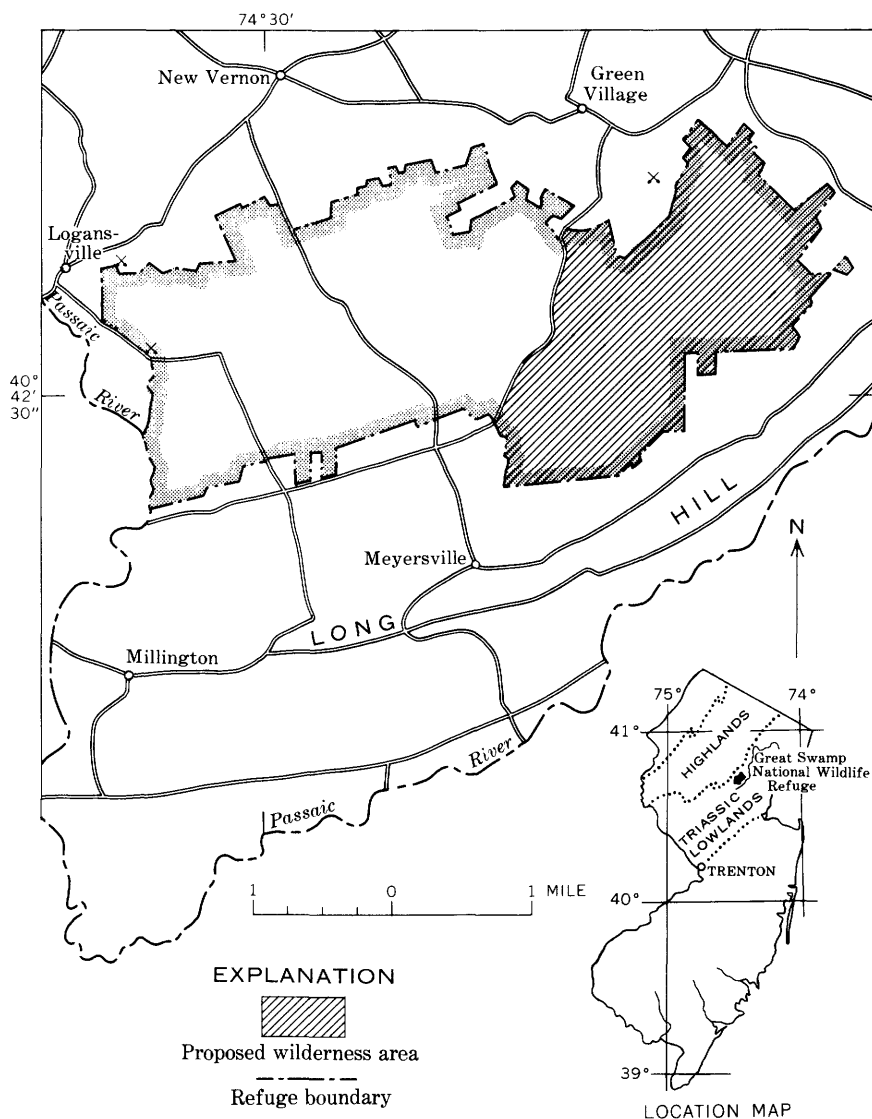 74°30'
New Vernon
Green
Village
Logans-
ville
Passaic
River
40°
42'
30"
HILL
Meyersville
N
LONG
Millington
75°
74°
41°
HIGHLANDS
Great Swamp
National Wildlife
Refuge
TRIASSIC
LOWLANDS
River
Passaic
TRENTON
1 0 1 MILE
40°
EXPLANATION
Proposed wilderness area
39°
Refuge boundary
LOCATION MAP